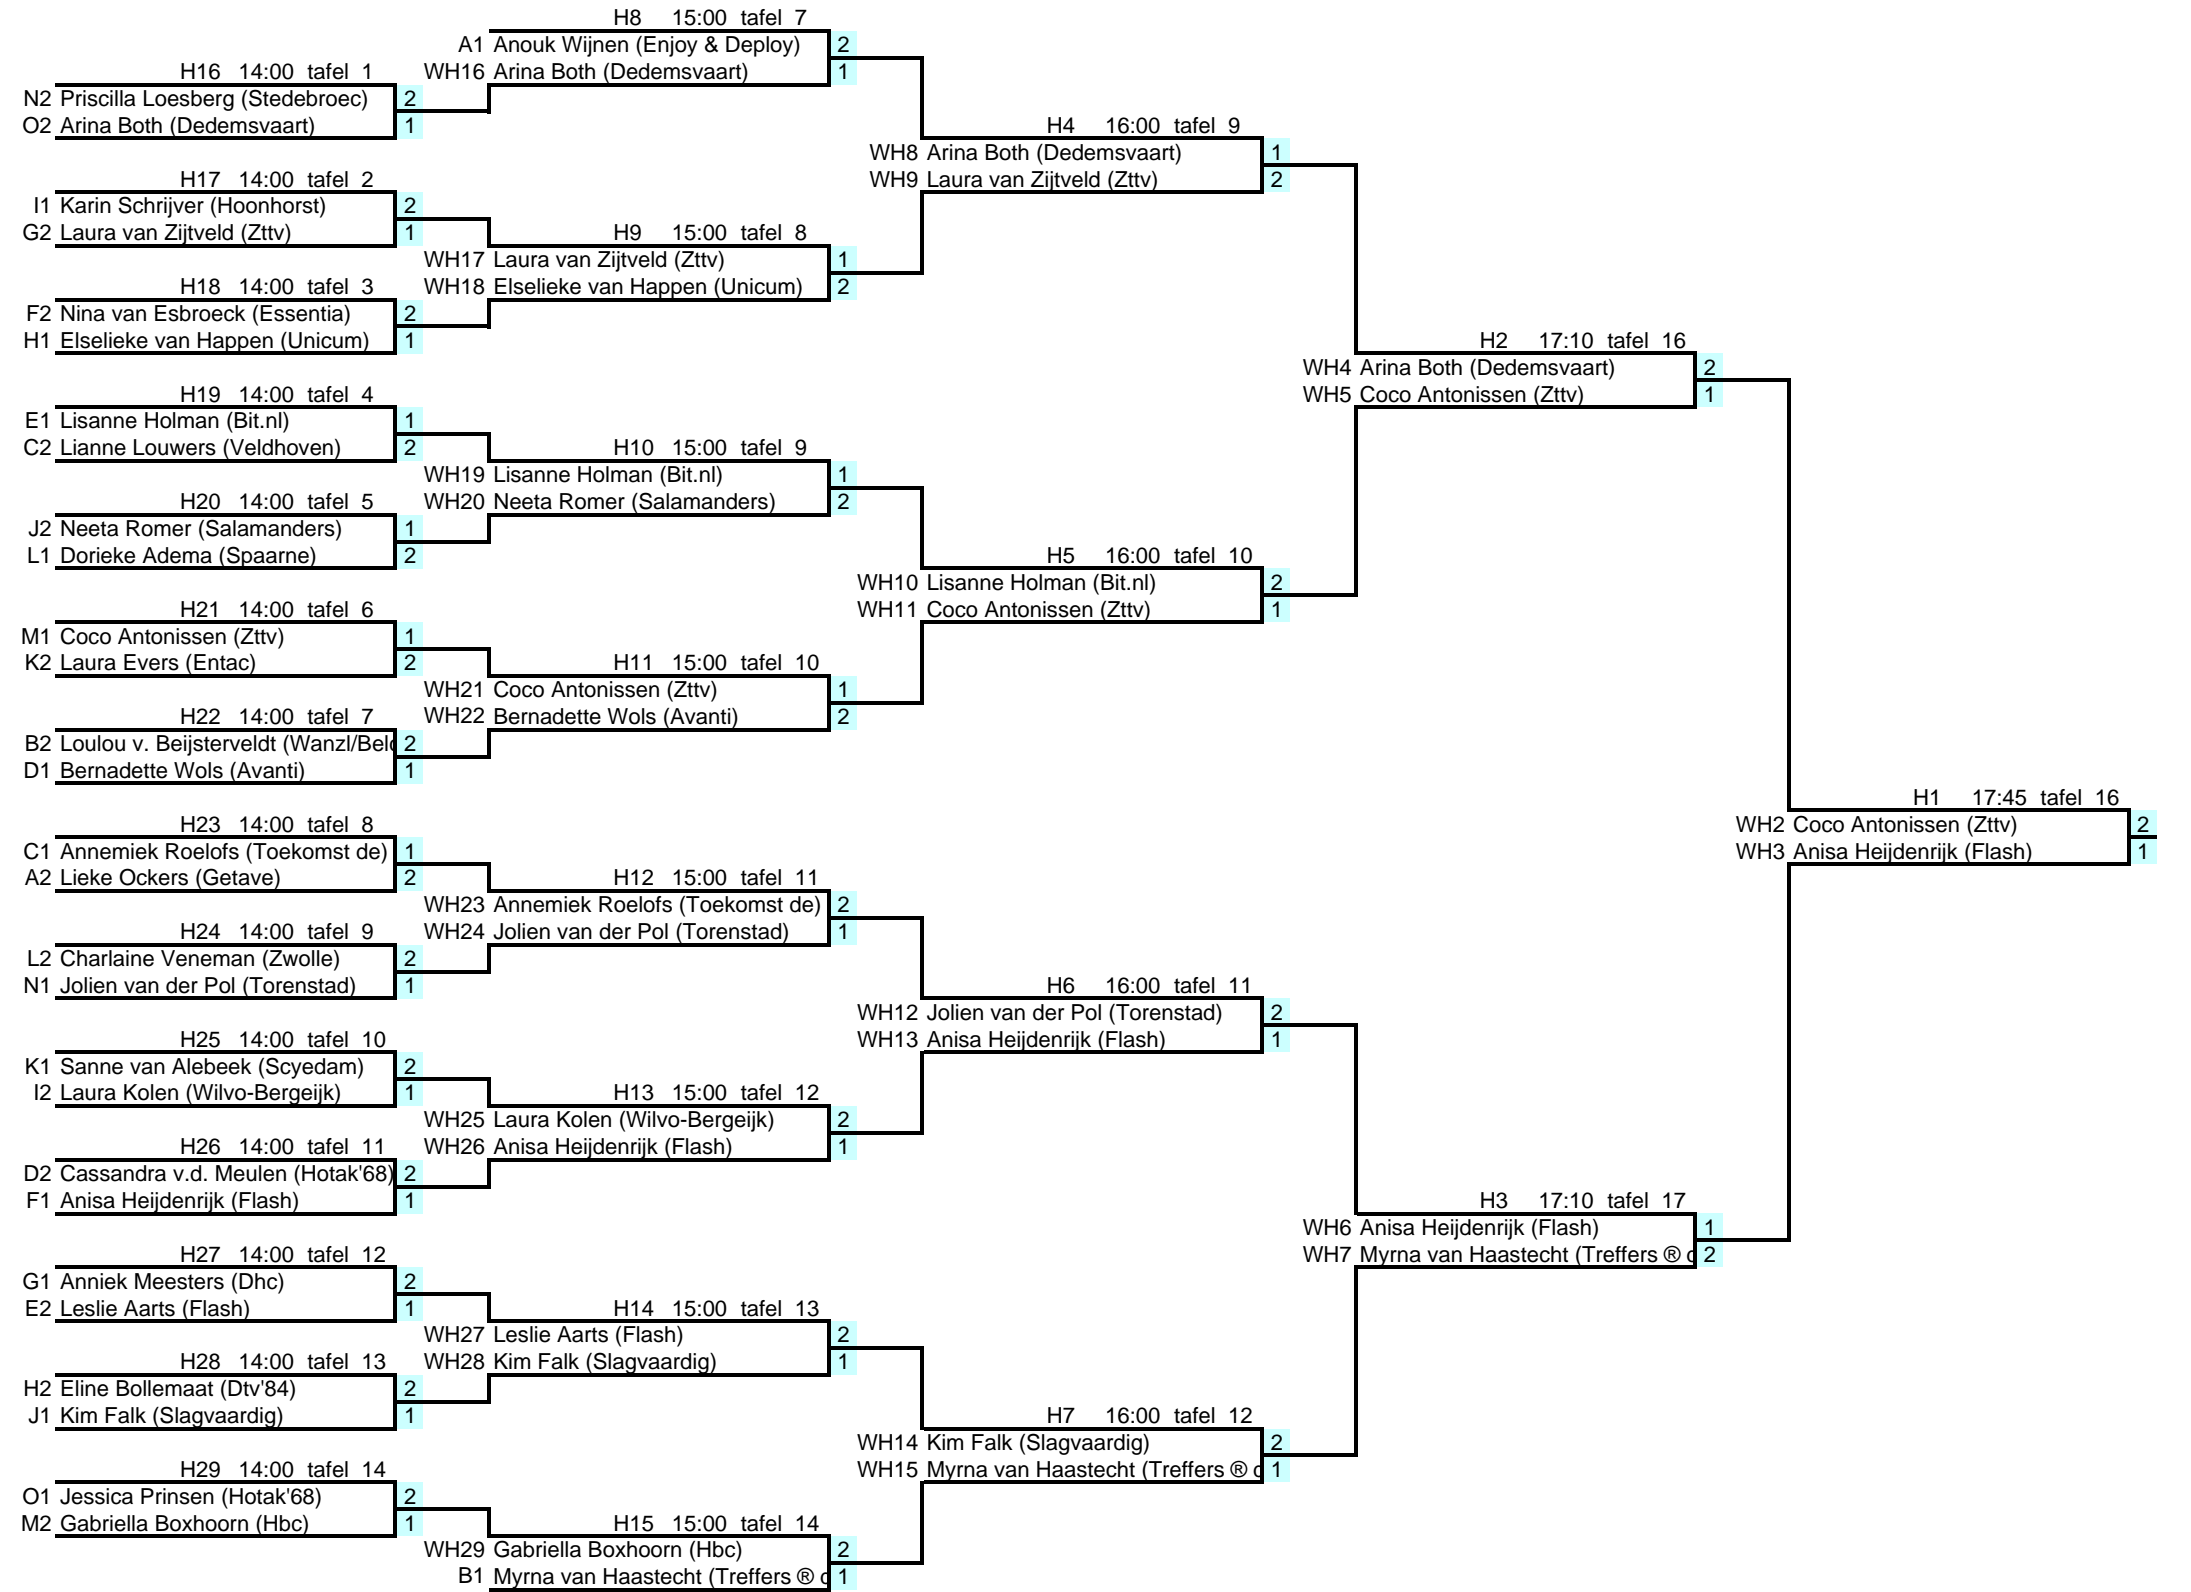 H8 15:00 tafel 7
A1 Anouk Wijnen (Enjoy & Deploy) 2
WH16 Arina Both (Dedemsvaart) 1
H16 14:00 tafel 1
N2 Priscilla Loesberg (Stedebroec) 2
O2 Arina Both (Dedemsvaart) 1
H4 16:00 tafel 9
WH8 Arina Both (Dedemsvaart) 1
WH9 Laura van Zijtveld (Zttv) 2
H17 14:00 tafel 2
I1 Karin Schrijver (Hoonhorst) 2
G2 Laura van Zijtveld (Zttv) 1
H9 15:00 tafel 8
WH17 Laura van Zijtveld (Zttv) 1
WH18 Elselieke van Happen (Unicum) 2
H18 14:00 tafel 3
F2 Nina van Esbroeck (Essentia) 2
H1 Elselieke van Happen (Unicum) 1
H2 17:10 tafel 16
WH4 Arina Both (Dedemsvaart) 2
WH5 Coco Antonissen (Zttv) 1
H19 14:00 tafel 4
E1 Lisanne Holman (Bit.nl) 1
C2 Lianne Louwers (Veldhoven) 2
H10 15:00 tafel 9
WH19 Lisanne Holman (Bit.nl) 1
WH20 Neeta Romer (Salamanders) 2
H20 14:00 tafel 5
J2 Neeta Romer (Salamanders) 1
L1 Dorieke Adema (Spaarne) 2
H5 16:00 tafel 10
WH10 Lisanne Holman (Bit.nl) 2
WH11 Coco Antonissen (Zttv) 1
H21 14:00 tafel 6
M1 Coco Antonissen (Zttv) 1
K2 Laura Evers (Entac) 2
H11 15:00 tafel 10
WH21 Coco Antonissen (Zttv) 1
WH22 Bernadette Wols (Avanti) 2
H22 14:00 tafel 7
B2 Loulou v. Beijsterveldt (Wanzl/Bel 2
D1 Bernadette Wols (Avanti) 1
H1 17:45 tafel 16
WH2 Coco Antonissen (Zttv) 2
WH3 Anisa Heijdenrijk (Flash) 1
H23 14:00 tafel 8
C1 Annemiek Roelofs (Toekomst de) 1
A2 Lieke Ockers (Getave) 2
H12 15:00 tafel 11
WH23 Annemiek Roelofs (Toekomst de) 2
WH24 Jolien van der Pol (Torenstad) 1
H24 14:00 tafel 9
L2 Charlaine Veneman (Zwolle) 2
N1 Jolien van der Pol (Torenstad) 1
H6 16:00 tafel 11
WH12 Jolien van der Pol (Torenstad) 2
WH13 Anisa Heijdenrijk (Flash) 1
H25 14:00 tafel 10
K1 Sanne van Alebeek (Scyedam) 2
I2 Laura Kolen (Wilvo-Bergeijk) 1
H13 15:00 tafel 12
WH25 Laura Kolen (Wilvo-Bergeijk) 2
WH26 Anisa Heijdenrijk (Flash) 1
H26 14:00 tafel 11
D2 Cassandra v.d. Meulen (Hotak'68) 2
F1 Anisa Heijdenrijk (Flash) 1
H3 17:10 tafel 17
WH6 Anisa Heijdenrijk (Flash) 1
WH7 Myrna van Haastecht (Treffers ® 2
H27 14:00 tafel 12
G1 Anniek Meesters (Dhc) 2
E2 Leslie Aarts (Flash) 1
H14 15:00 tafel 13
WH27 Leslie Aarts (Flash) 2
WH28 Kim Falk (Slagvaardig) 1
H28 14:00 tafel 13
H2 Eline Bollemaat (Dtv'84) 2
J1 Kim Falk (Slagvaardig) 1
H7 16:00 tafel 12
WH14 Kim Falk (Slagvaardig) 2
WH15 Myrna van Haastecht (Treffers ® 1
H29 14:00 tafel 14
O1 Jessica Prinsen (Hotak'68) 2
M2 Gabriella Boxhoorn (Hbc) 1
H15 15:00 tafel 14
WH29 Gabriella Boxhoorn (Hbc) 2
B1 Myrna van Haastecht (Treffers ® 1